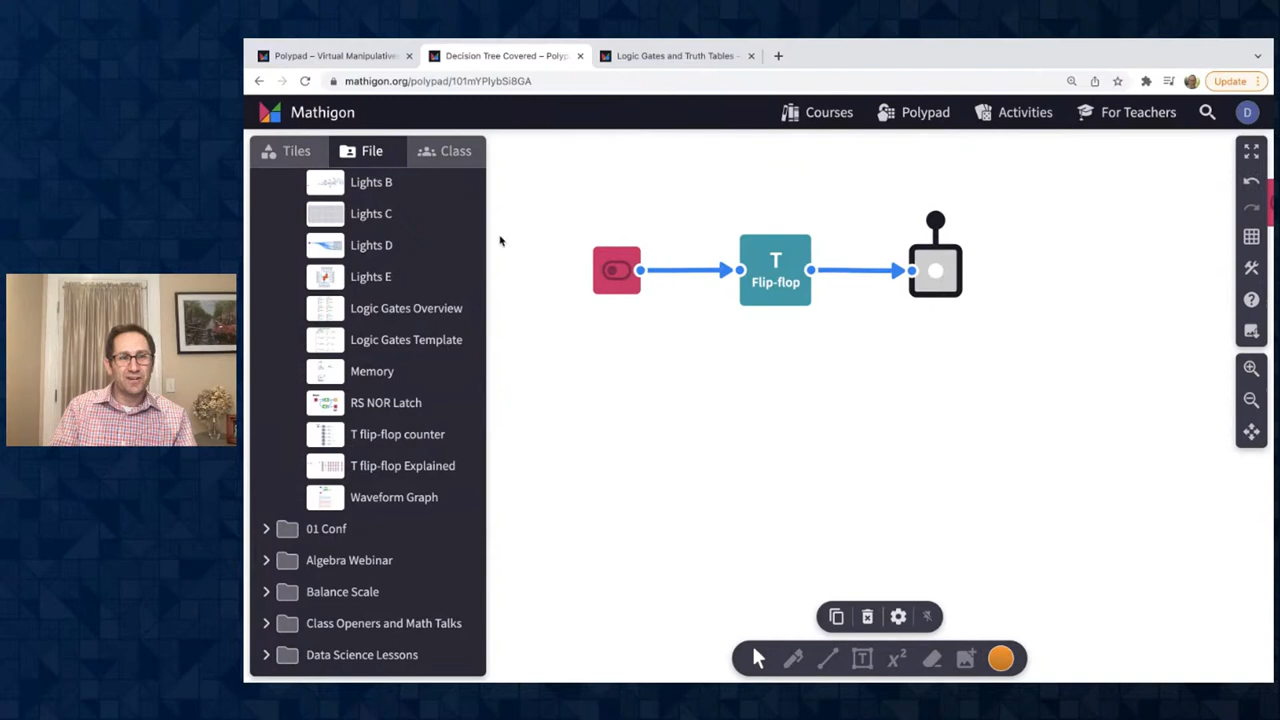 Polypad – Virtual Manipulatives
Decision Tree Covered – Polyp
Logic Gates and Truth Tables –
mathigon.org/polypad/101mYPIybSi8GA
Update
Mathigon
Courses
Polypad
Activities
For Teachers
D
Tiles
File
Class
Lights B
Lights C
Lights D
Lights E
Logic Gates Overview
Logic Gates Template
Memory
RS NOR Latch
T flip-flop counter
T flip-flop Explained
Waveform Graph
01 Conf
Algebra Webinar
Balance Scale
Class Openers and Math Talks
Data Science Lessons
T
Flip-flop
T
x²